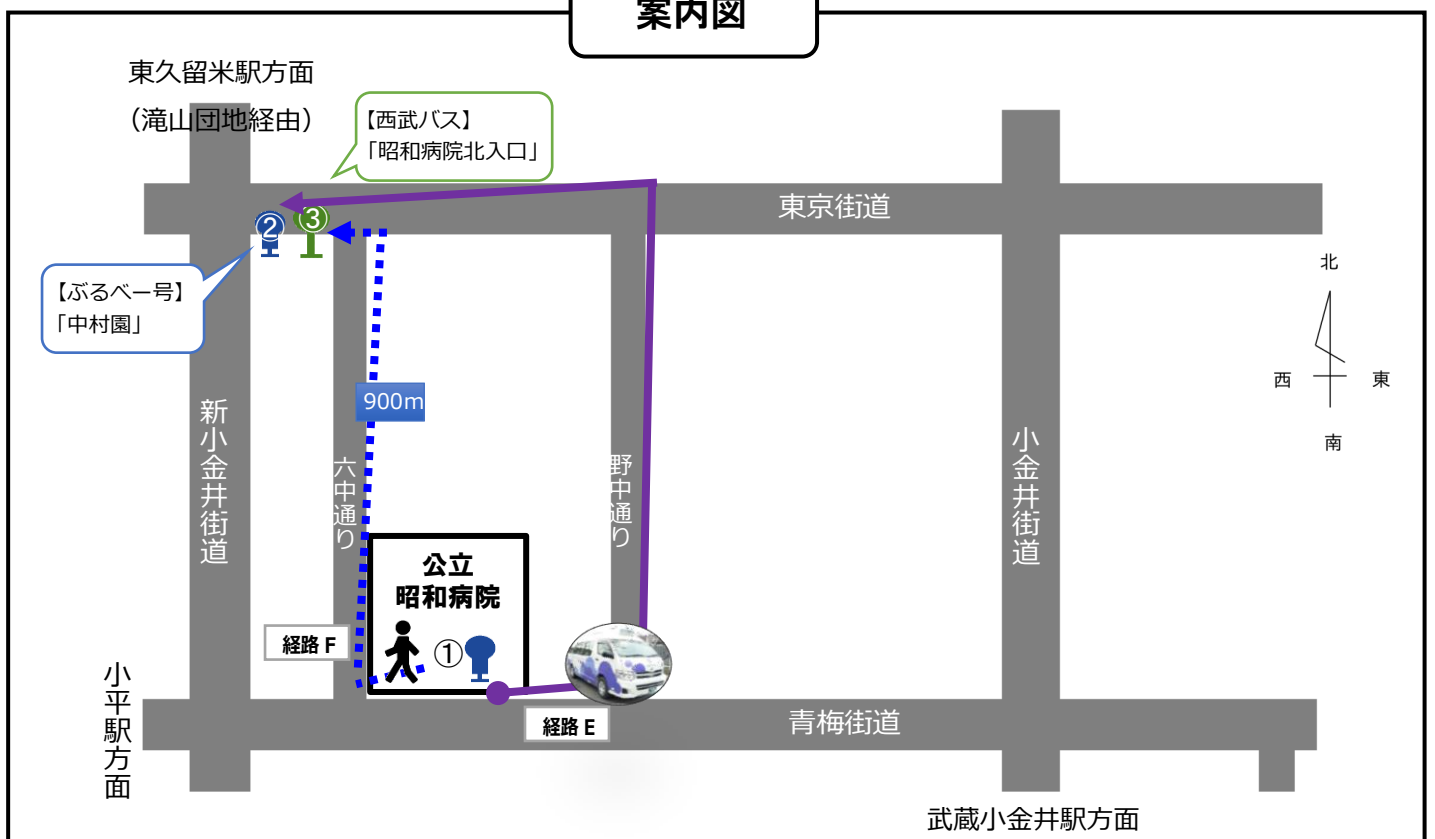 案内図
東久留米駅方面
（滝山団地経由）
【西武バス】
「昭和病院北入口」
東京街道
②
③
【ぶるべー号】
「中村園」
北
西
東
南
900m
新小金井街道
六中通り
野中通り
小金井街道
公立
昭和病院
①
経路 F
経路 E
青梅街道
小平駅方面
武蔵小金井駅方面